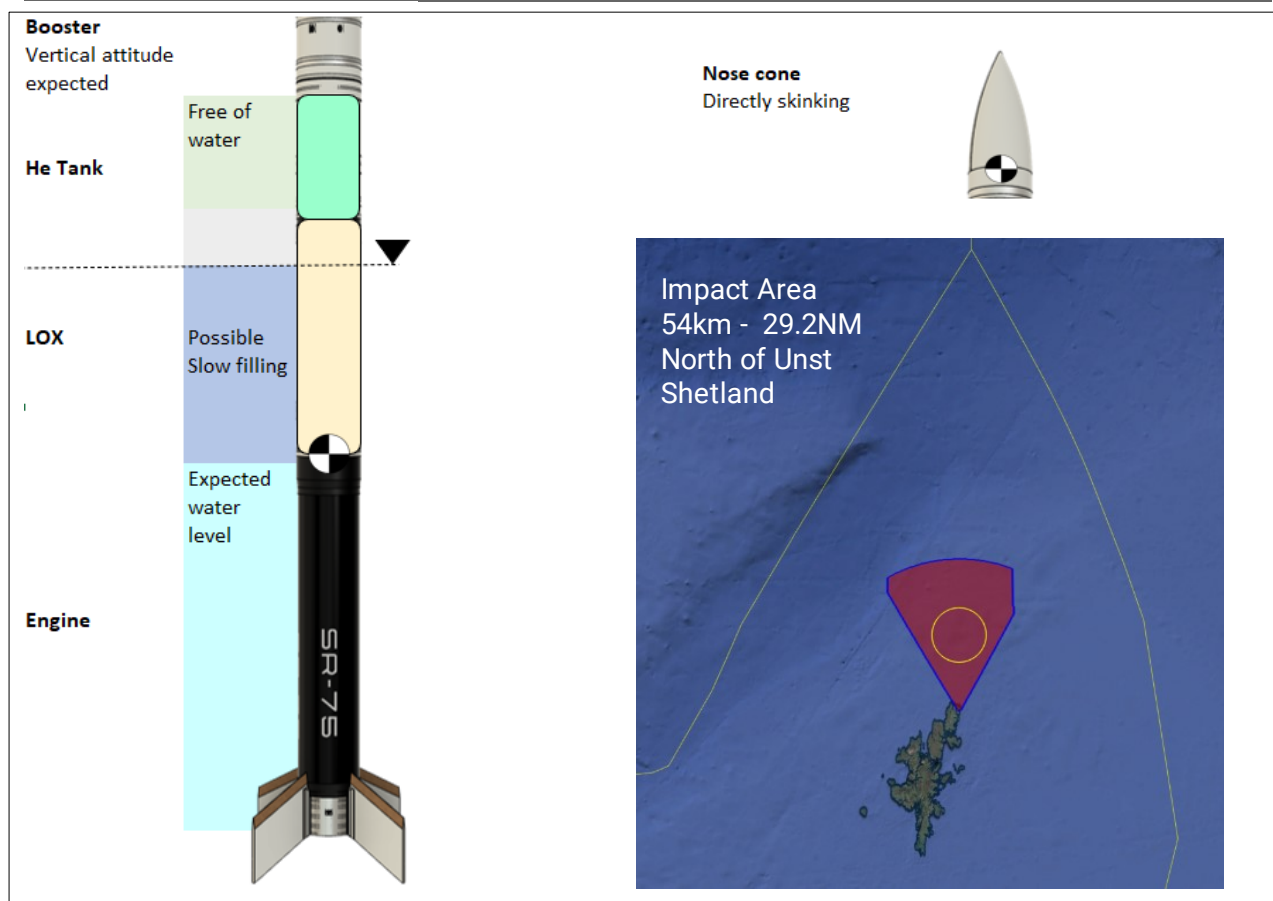 Booster
Vertical attitude
expected
Free of
water
He Tank
LOX
Possible
Slow filling
Expected
water
level
Engine
SR-75
Nose cone
Directly skinking
Impact Area
54km - 29.2NM
North of Unst
Shetland